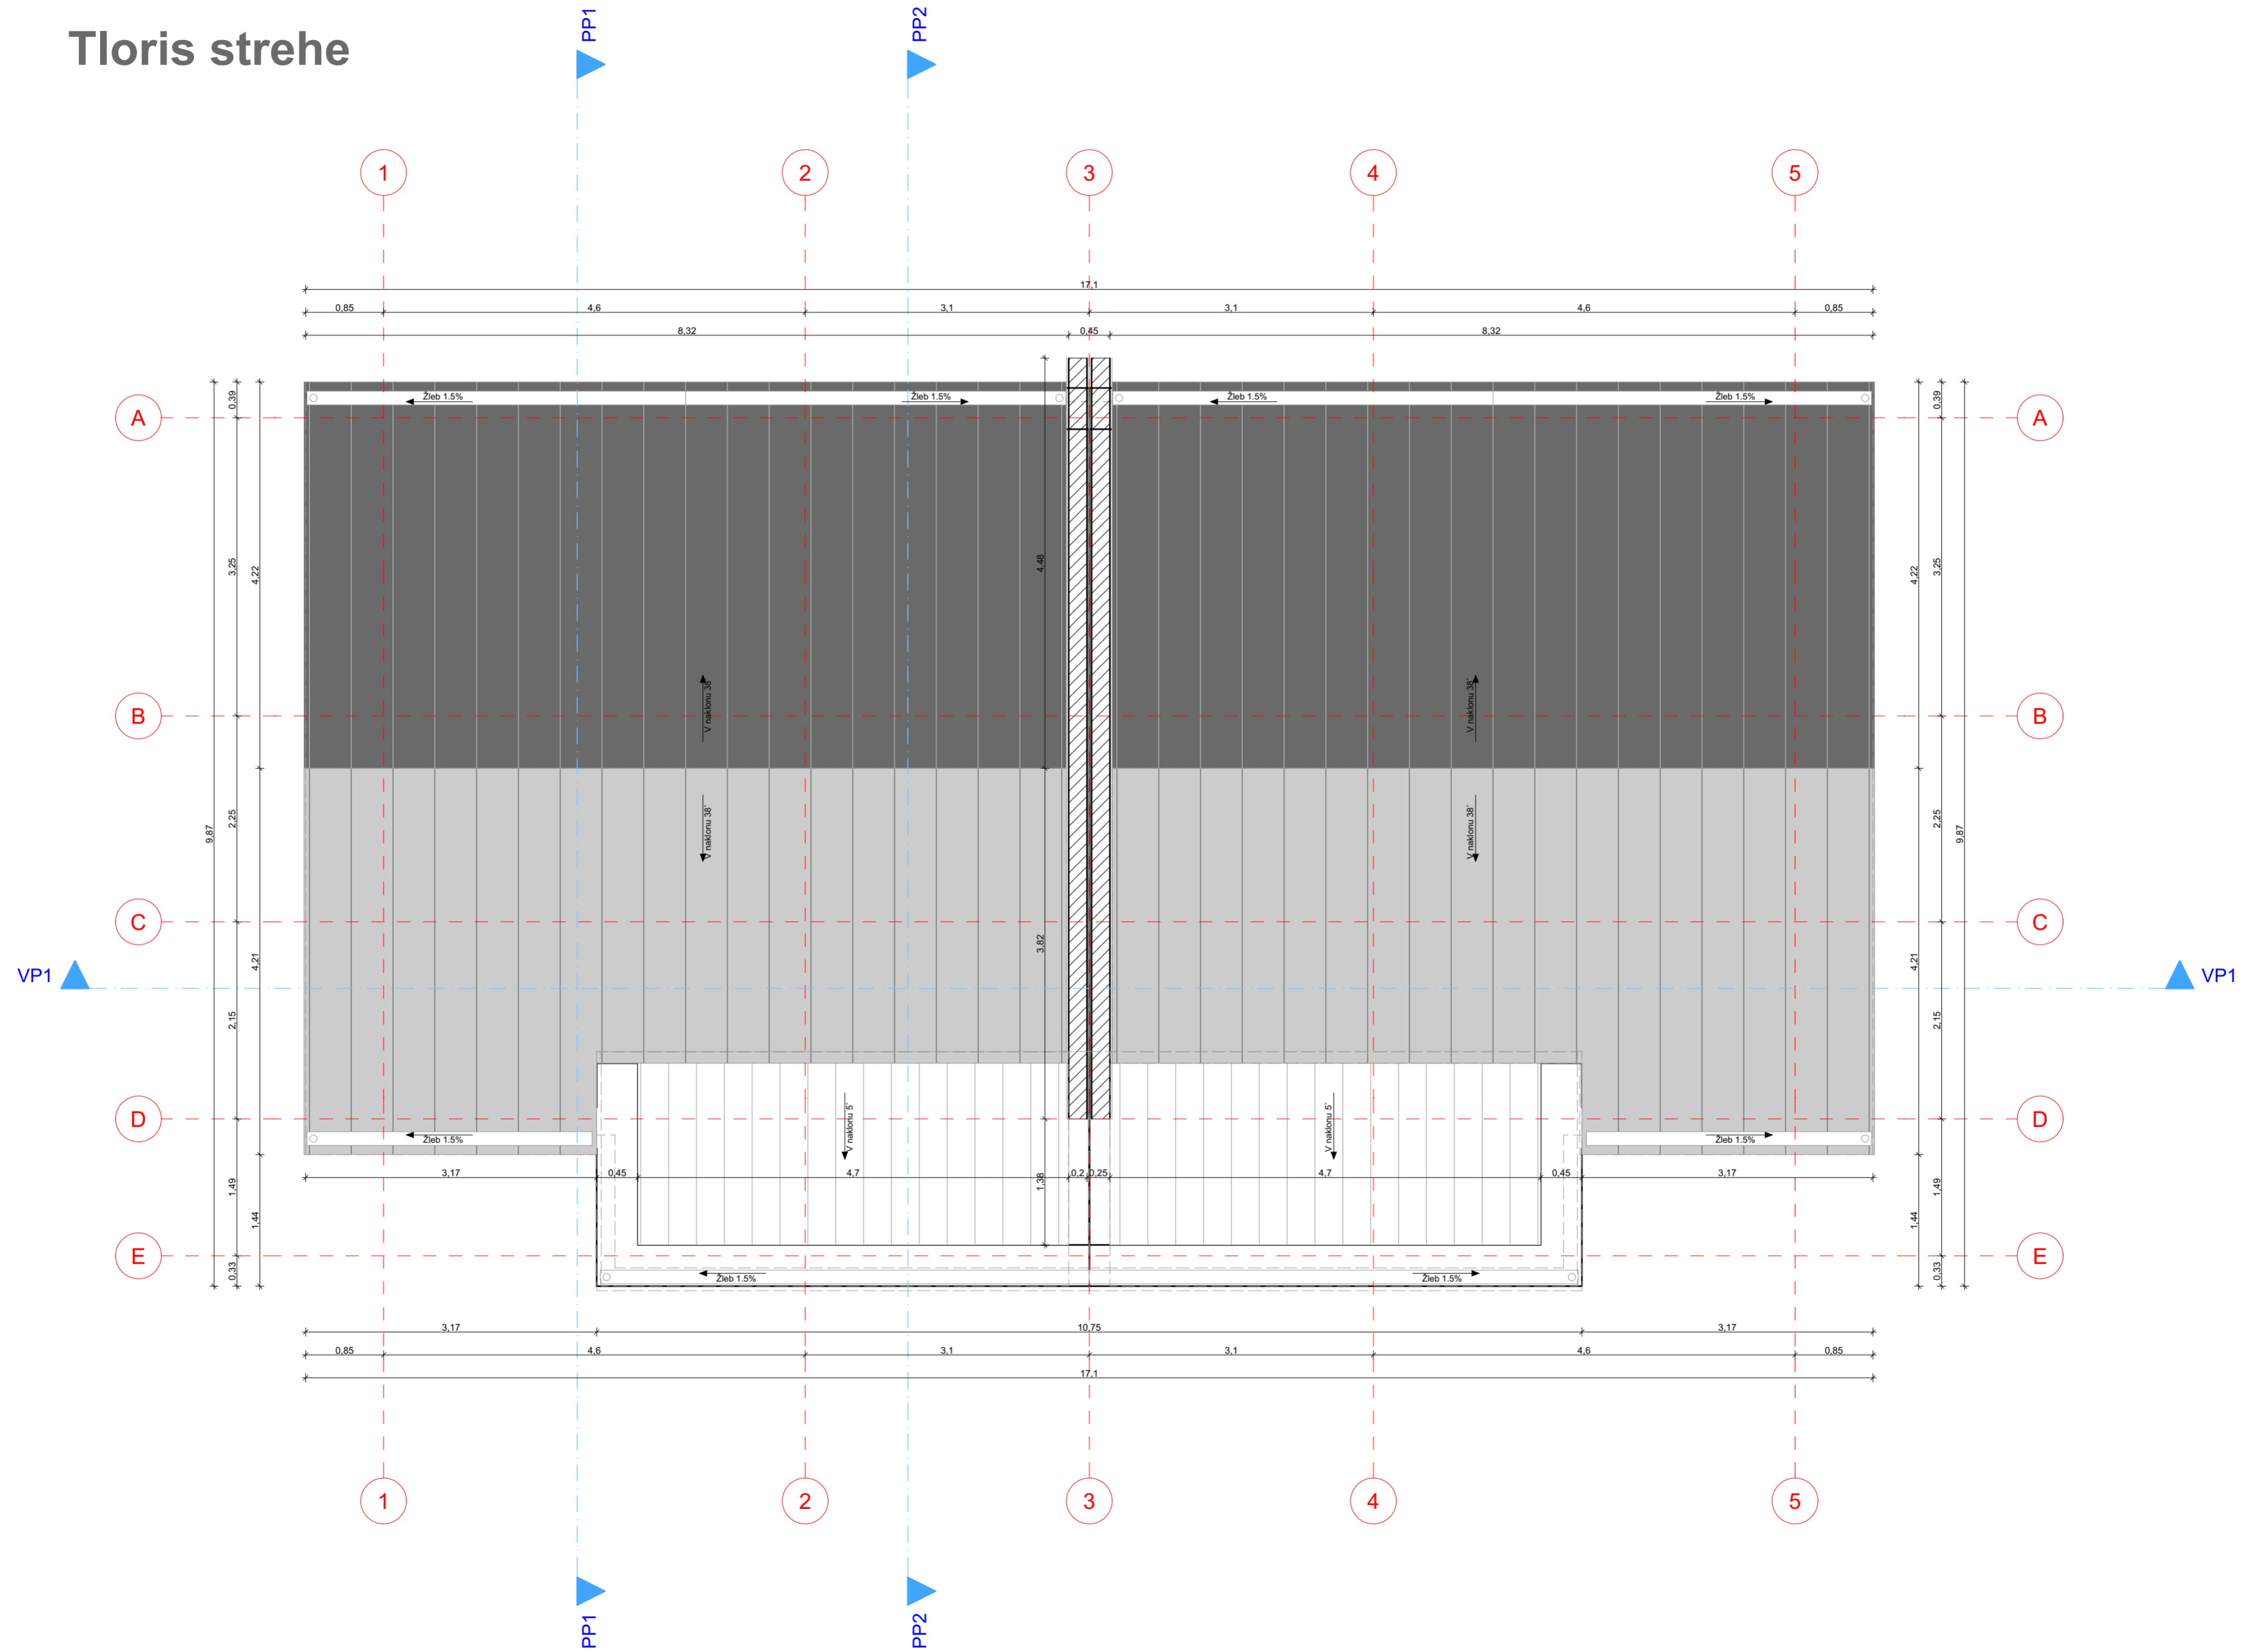 Tloris strehe
PP1
PP2
1
2
3
4
5
17,1
0,85
4,6
3,1
3,1
4,6
0,85
8,32
0,45
8,32
A
Žleb 1.5%
Žleb 1.5%
Žleb 1.5%
Žleb 1.5%
A
0,39
0,39
3,25
4,22
4,48
4,22
3,25
B
V naklonu 38°
V naklonu 38°
B
9,87
2,25
V naklonu 38°
V naklonu 38°
2,25
9,87
C
C
4,21
3,82
4,21
VP1
VP1
2,15
2,15
D
V naklonu 5°
V naklonu 5°
D
Žleb 1.5%
Žleb 1.5%
3,17
0,45
4,7
0,2
0,25
4,7
0,45
3,17
1,49
1,44
1,38
1,44
1,49
E
E
0,33
Žleb 1.5%
Žleb 1.5%
0,33
3,17
10,75
3,17
0,85
4,6
3,1
3,1
4,6
0,85
17,1
1
2
3
4
5
PP1
PP2